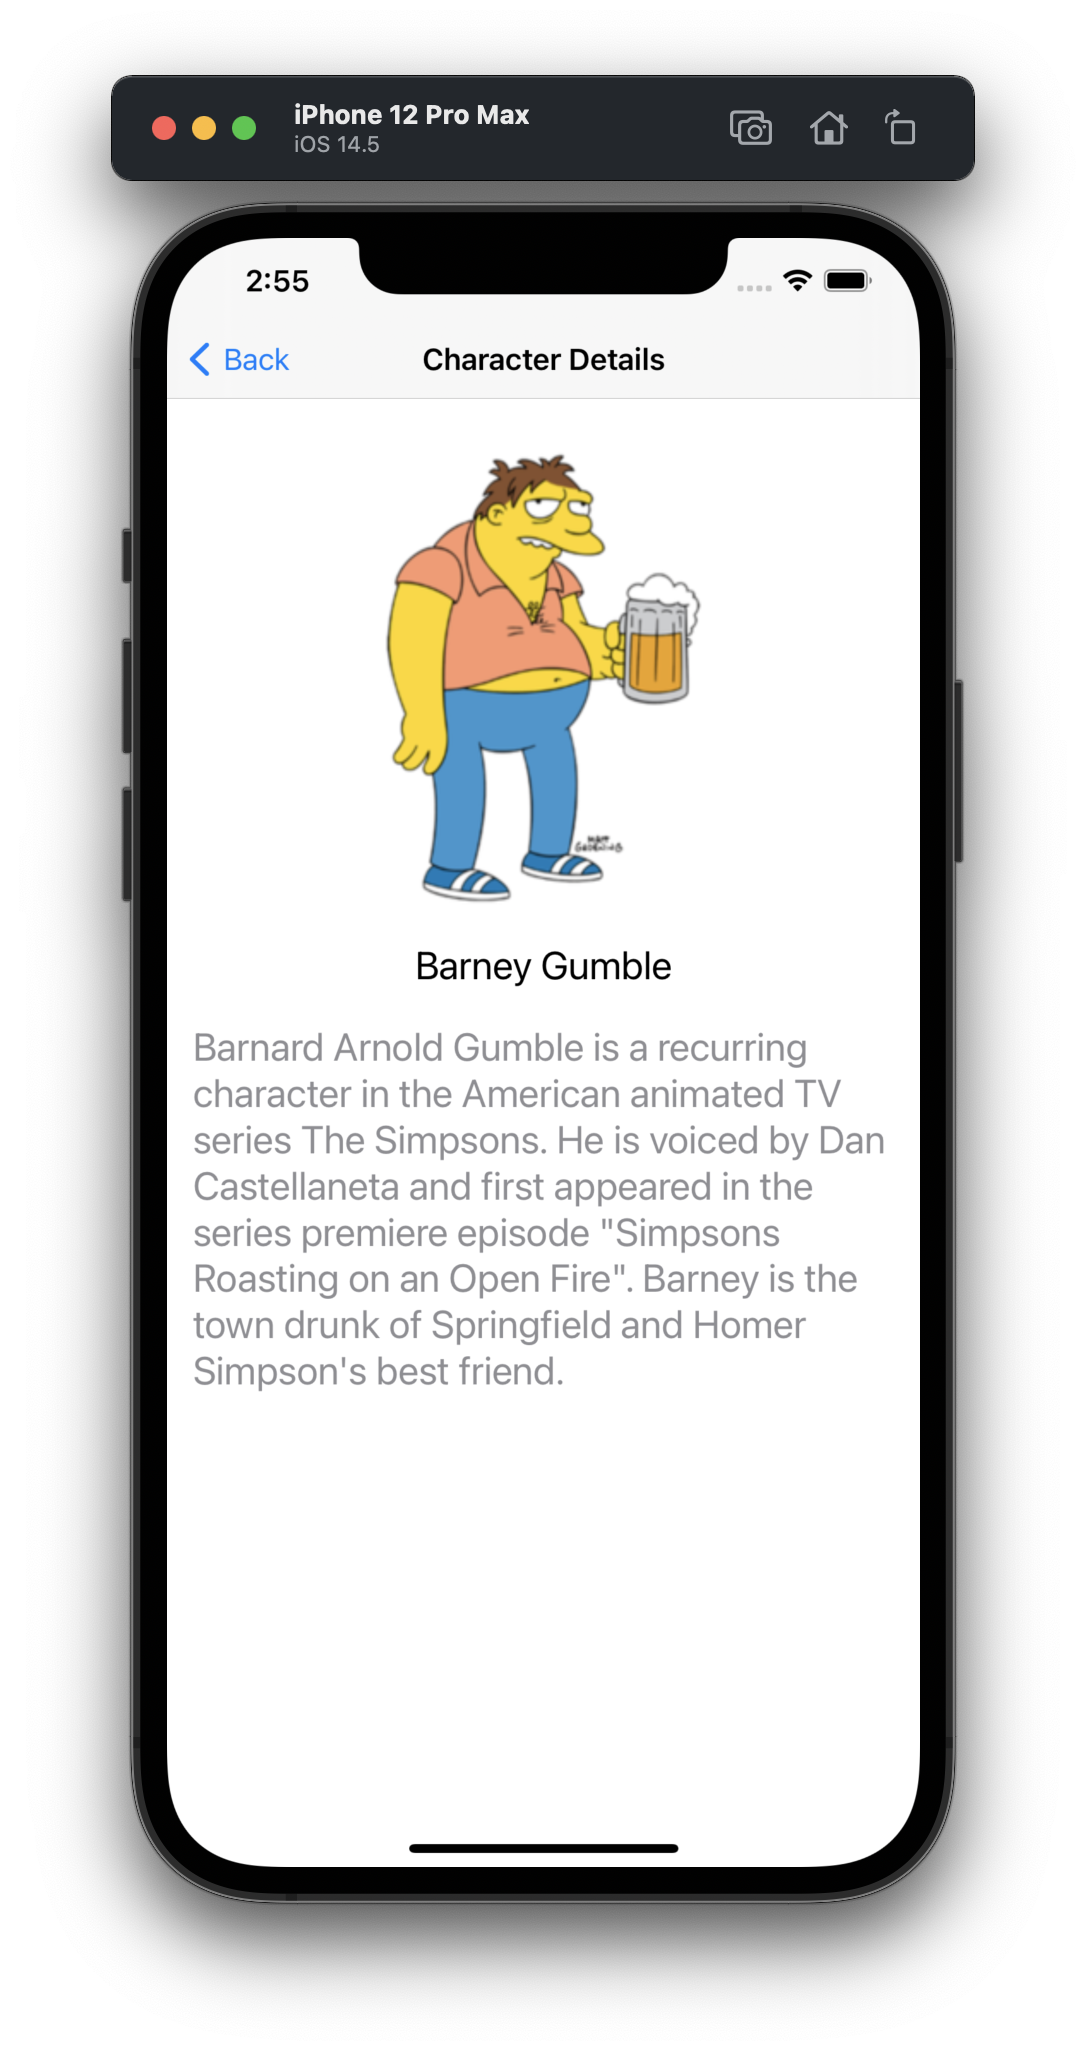 iPhone 12 Pro Max
iOS 14.5
2:55
Back
Character Details
MATT
GROENING
Barney Gumble
Barnard Arnold Gumble is a recurring
character in the American animated TV
series The Simpsons. He is voiced by Dan
Castellaneta and first appeared in the
series premiere episode "Simpsons
Roasting on an Open Fire". Barney is the
town drunk of Springfield and Homer
Simpson's best friend.